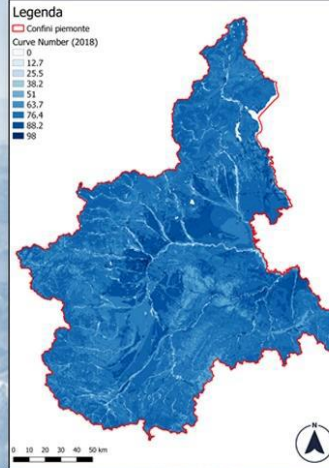 Legenda
Confini piemonte
Curve Number (2018)
0
12.7
25.5
38.2
51
63.7
76.4
88.2
98
0 10 20 30 40 50 km
N